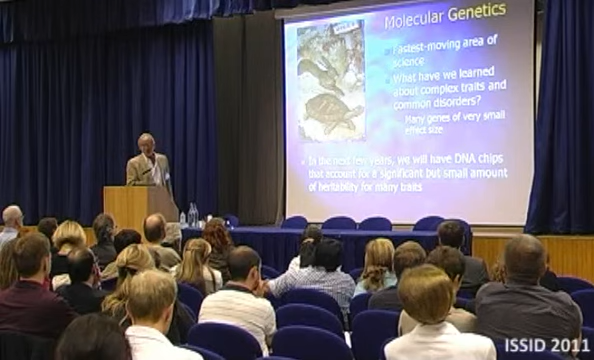 Molecular Genetics
Fastest-moving area of
science
What have we learned
about complex traits and
common disorders?
Many genes of very small
effect size
In the next few years, we will have DNA chips
that account for a significant but small amount
of heritability for many traits
ISSID 2011